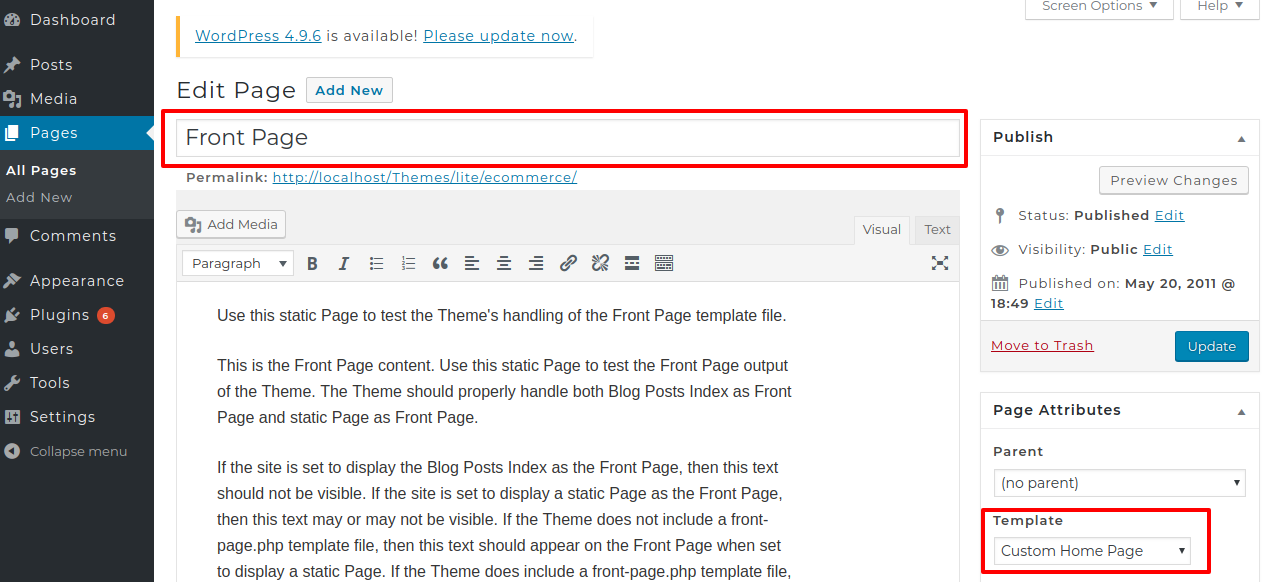 Dashboard
Posts
Media
Pages
All Pages
Add New
Comments
Appearance
Plugins 6
Users
Tools
Settings
Collapse menu
Screen Options
Help
WordPress 4.9.6 is available! Please update now.
Edit Page Add New
Front Page
Permalink: http://localhost/Themes/lite/ecommerce/
Add Media
Visual Text
Paragraph
B I
Use this static Page to test the Theme's handling of the Front Page template file.
This is the Front Page content. Use this static Page to test the Front Page output
of the Theme. The Theme should properly handle both Blog Posts Index as Front
Page and static Page as Front Page.
If the site is set to display the Blog Posts Index as the Front Page, then this text
should not be visible. If the site is set to display a static Page as the Front Page,
then this text may or may not be visible. If the Theme does not include a front-
page.php template file, then this text should appear on the Front Page when set
to display a static Page. If the Theme does include a front-page.php template file,
Publish
Preview Changes
Status: Published Edit
Visibility: Public Edit
Published on: May 20, 2011 @
18:49 Edit
Move to Trash
Update
Page Attributes
Parent
(no parent)
Template
Custom Home Page